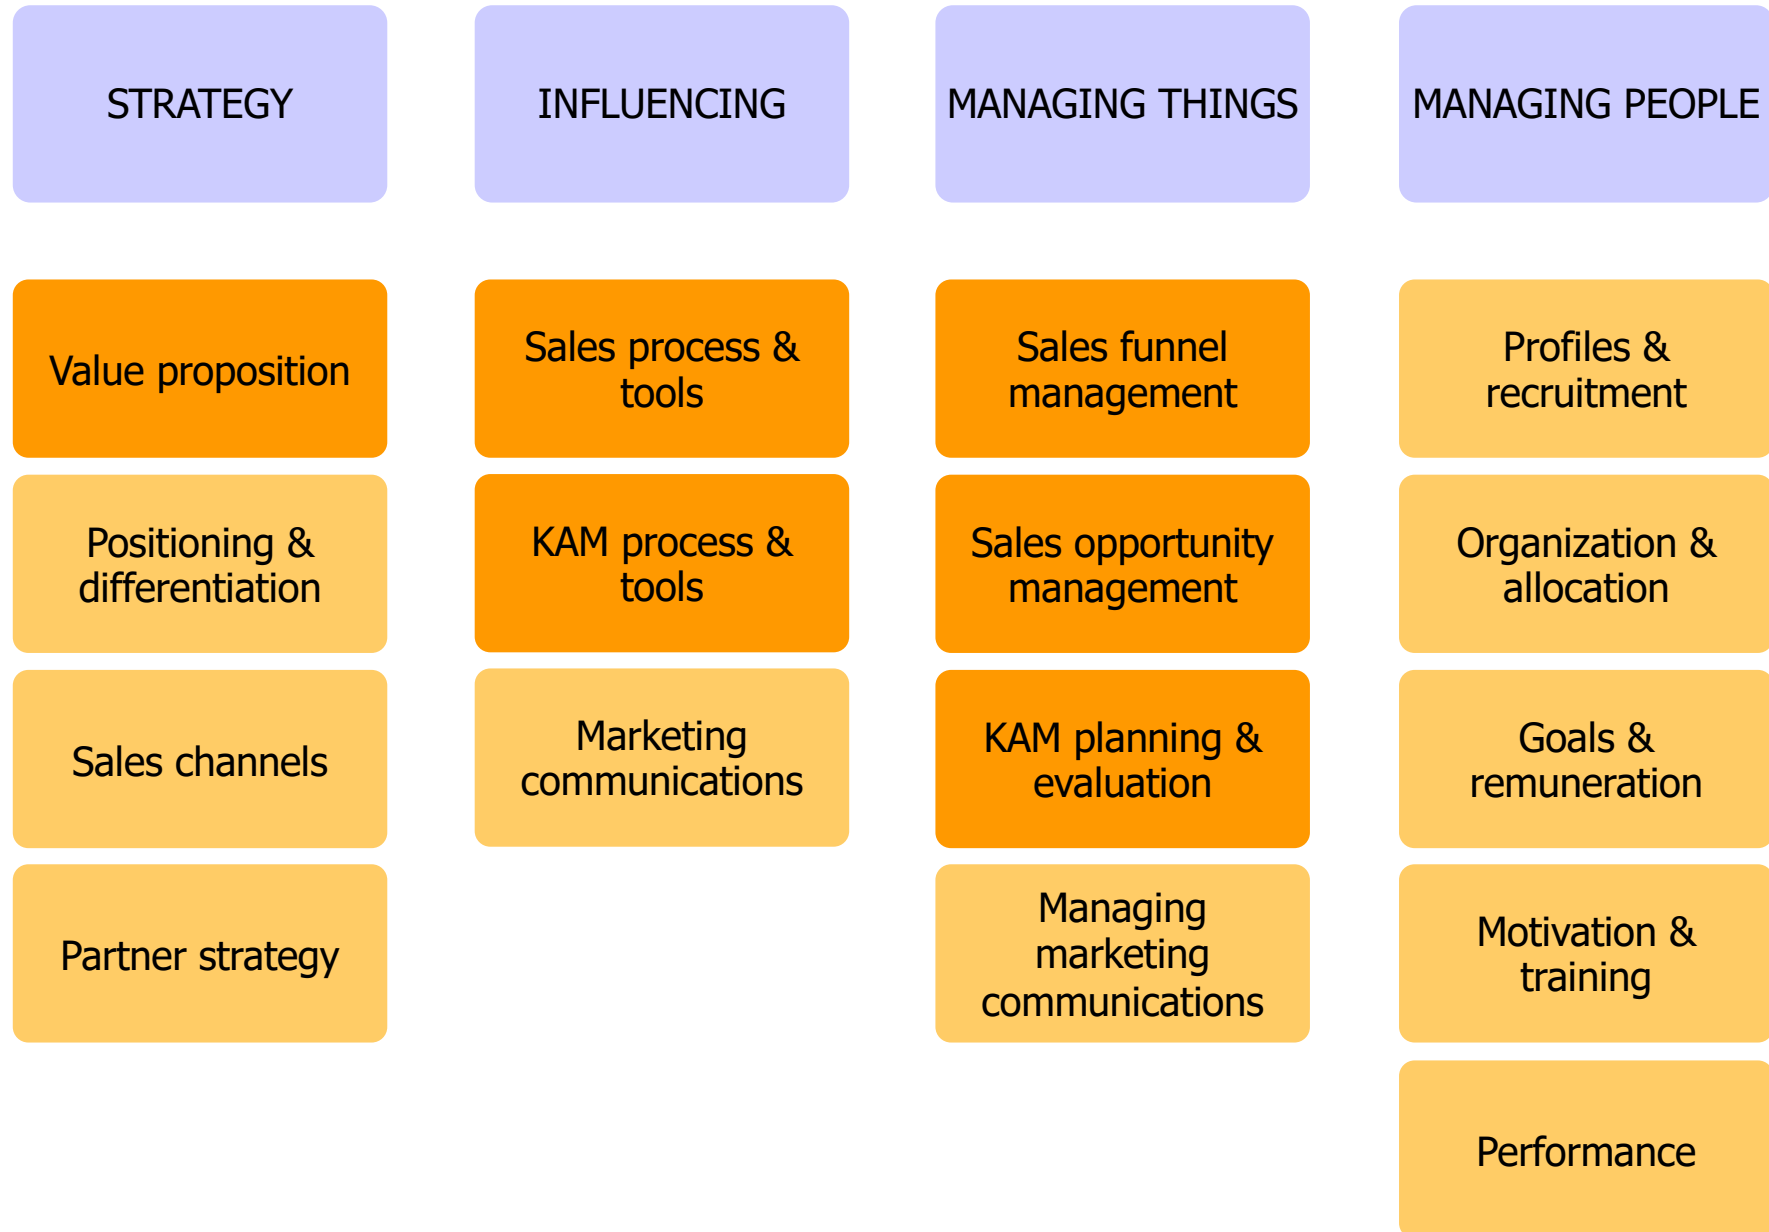 STRATEGY
INFLUENCING
MANAGING THINGS
MANAGING PEOPLE
Value proposition
Positioning &
differentiation
Sales channels
Partner strategy
Sales process &
tools
KAM process &
tools
Marketing
communications
Sales funnel
management
Sales opportunity
management
KAM planning &
evaluation
Managing
marketing
communications
Profiles &
recruitment
Organization &
allocation
Goals &
remuneration
Motivation &
training
Performance